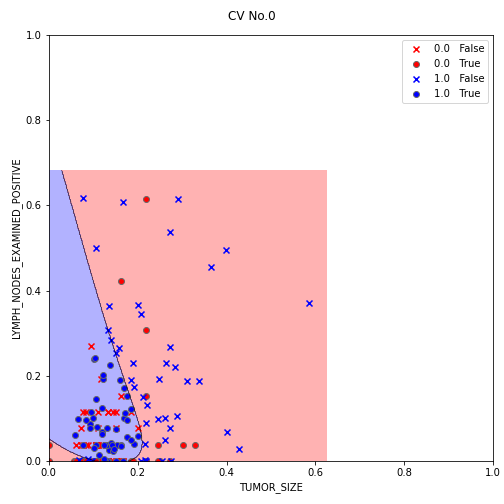 CV No.0
1.0
0.8
0.6
0.4
0.2
0.0
LYMPH_NODES_EXAMINED_POSITIVE
0.0 False
0.0 True
1.0 False
1.0 True
0.0 0.2 0.4 0.6 0.8 1.0
TUMOR_SIZE